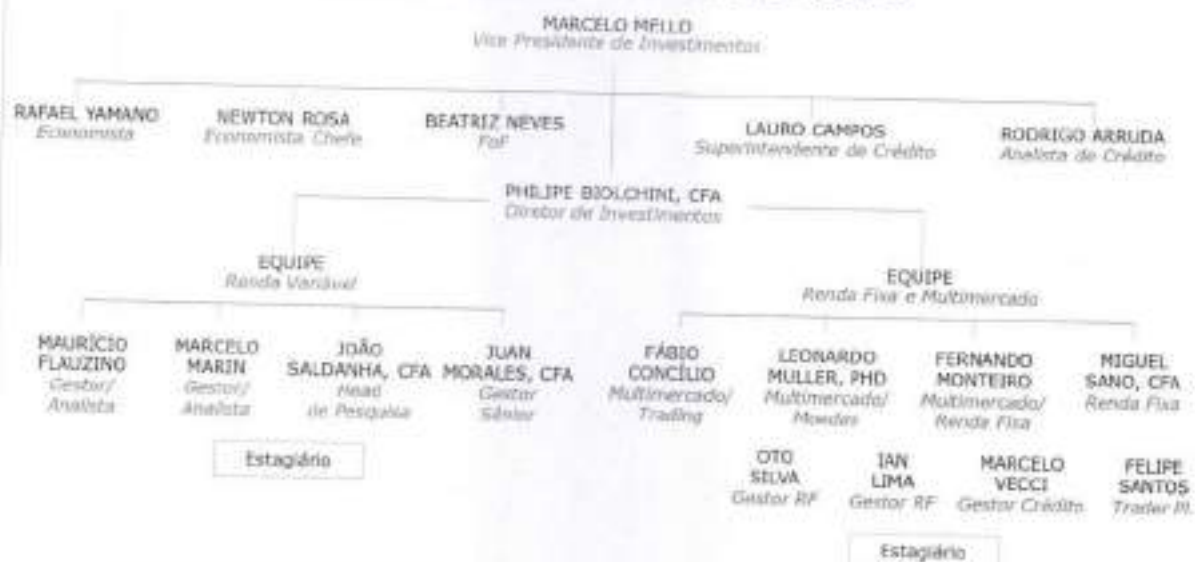 MARCELO MELLO
Vice Presidente de Investimentos
RAFAEL YAMANO
Economista
NEWTON ROSA
Economista Chefe
BEATRIZ NEVES
FoF
LAURO CAMPOS
Superintendente de Crédito
RODRIGO ARRUDA
Analista de Crédito
PHILIPE BIOLCHINI, CFA
Diretor de Investimentos
EQUIPE
Renda Variável
EQUIPE
Renda Fixa e Multimercado
MAURÍCIO
FLAUZINO
Gestor/
Analista
MARCELO
MARIN
Gestor/
Analista
JOÃO
SALDANHA, CFA
Head
de Pesquisa
JUAN
MORALES, CFA
Gestor
Sênior
FÁBIO
CONCÍLIO
Multimercado/
Trading
LEONARDO
MULLER, PHD
Multimercado/
Moedas
FERNANDO
MONTEIRO
Multimercado/
Renda Fixa
MIGUEL
SANO, CFA
Renda Fixa
Estagiário
OTO
SILVA
Gestor RF
IAN
LIMA
Gestor RF
MARCELO
VECCI
Gestor Crédito
FELIPE
SANTOS
Trader
Estagiário